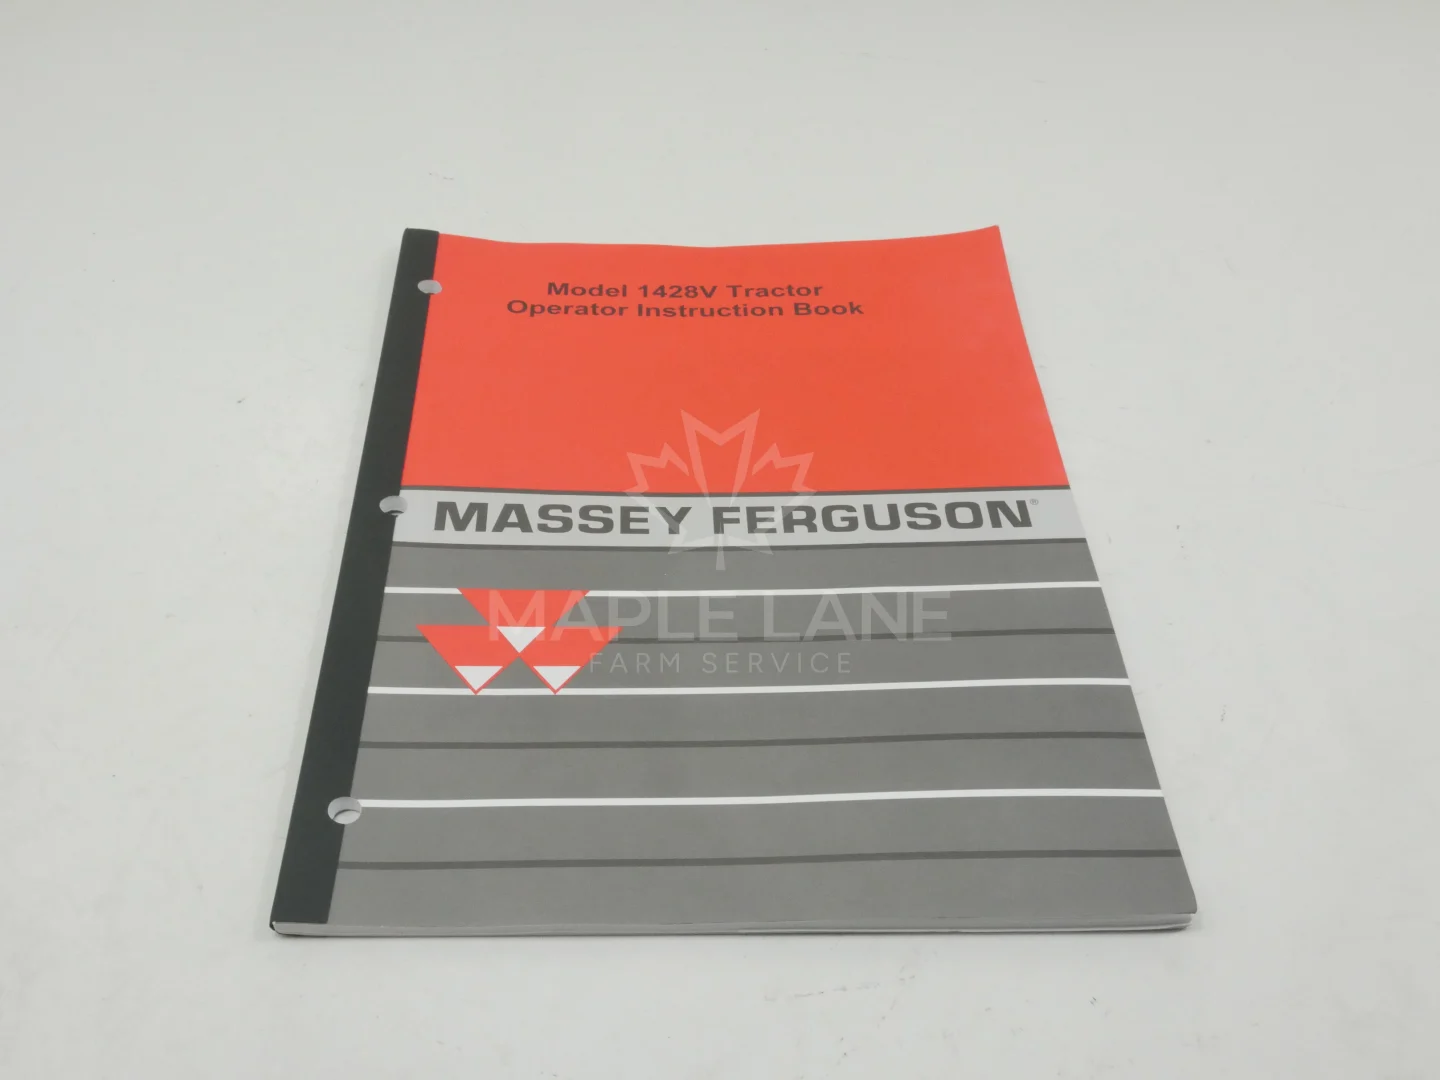 Model 1428V Tractor
Operator Instruction Book
MASSEY FERGUSON®
MAPLE LANE
FARM SERVICE